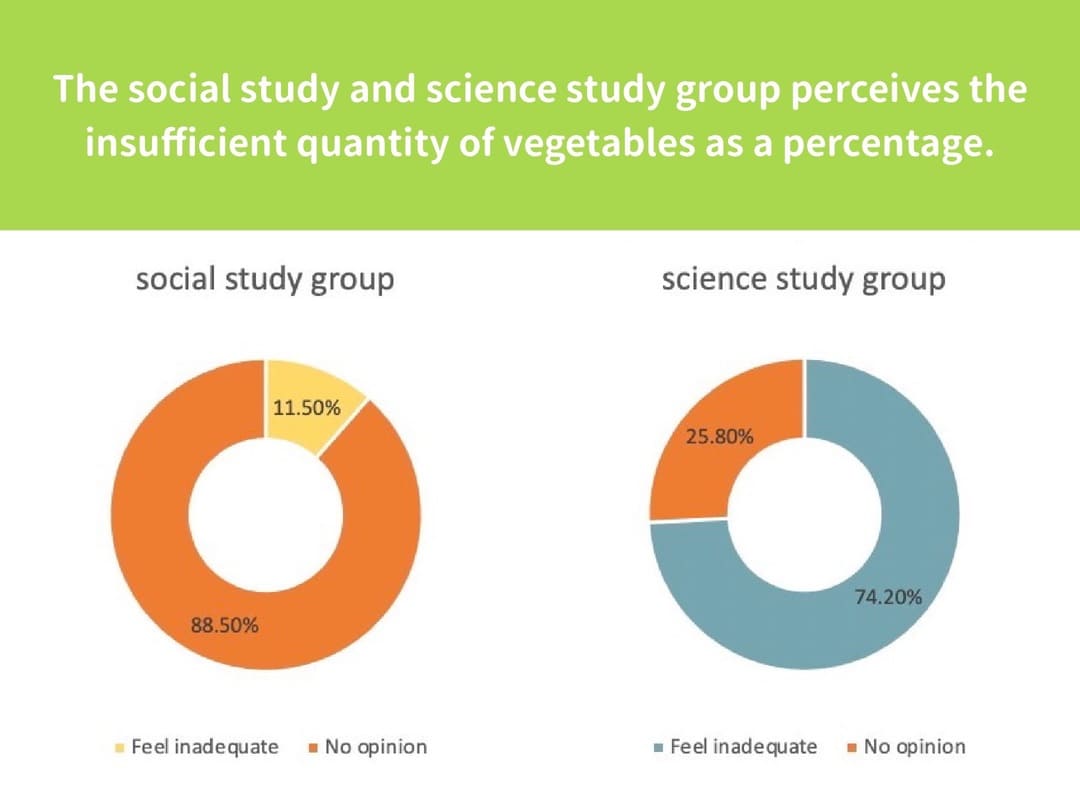 The social study and science study group perceives the
insufficient quantity of vegetables as a percentage.
social study group
11.50%
88.50%
Feel inadequate
No opinion
science study group
25.80%
74.20%
Feel inadequate
No opinion